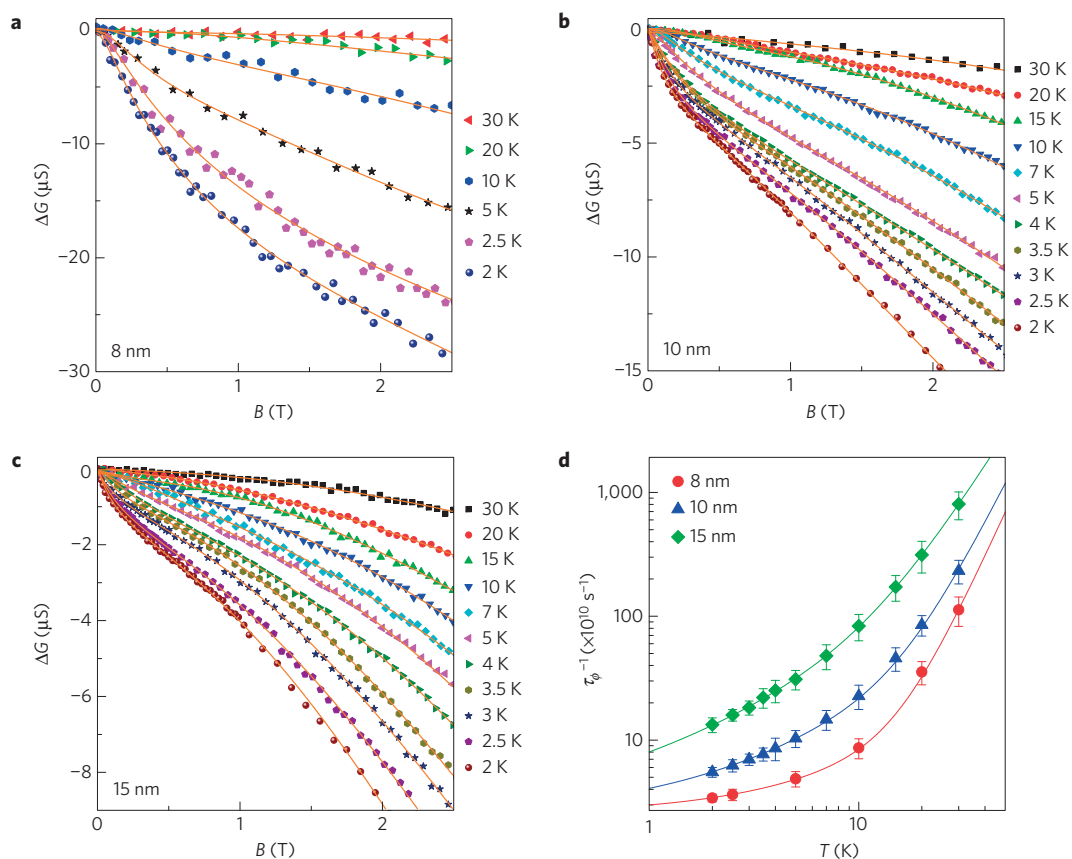 a
ΔG (μS)
0
−10
−20
−30
0
1
2
B (T)
8 nm
30 K
20 K
10 K
5 K
2.5 K
2 K
b
ΔG (μS)
0
−5
−10
−15
0
1
2
B (T)
10 nm
30 K
20 K
15 K
10 K
7 K
5 K
4 K
3.5 K
3 K
2.5 K
2 K
c
ΔG (μS)
0
−2
−4
−6
−8
0
1
2
B (T)
15 nm
30 K
20 K
15 K
10 K
7 K
5 K
4 K
3.5 K
3 K
2.5 K
2 K
d
τϕ⁻¹ (×10¹⁰ s⁻¹)
1,000
100
10
1
10
T (K)
8 nm
10 nm
15 nm